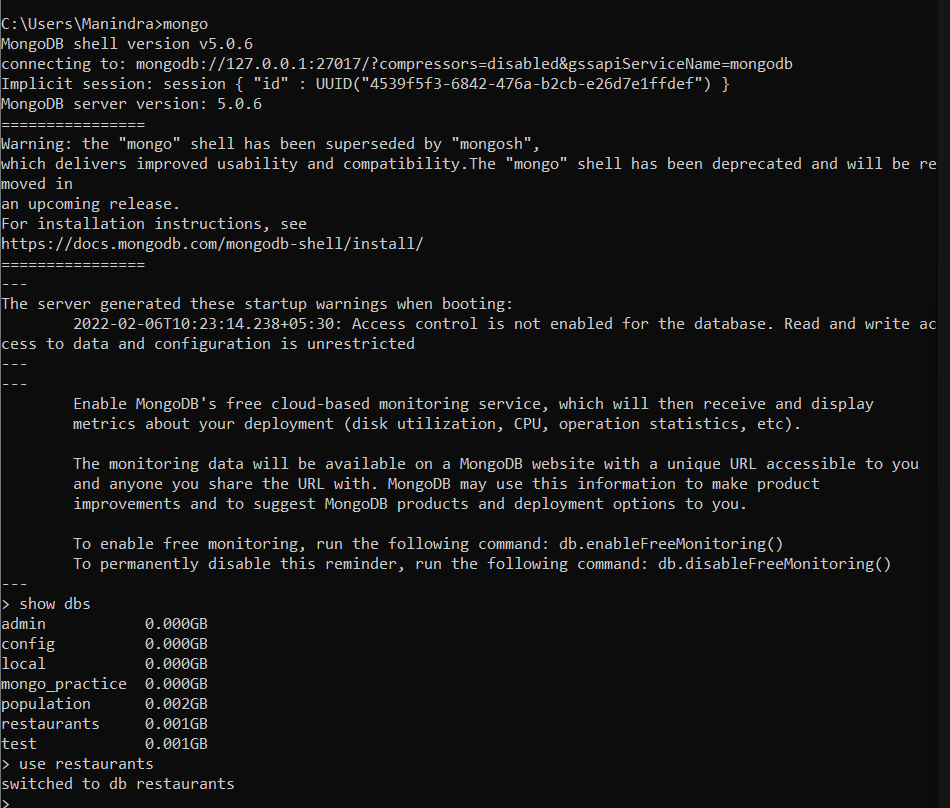 C:\Users\Manindra>mongo
MongoDB shell version v5.0.6
connecting to: mongodb://127.0.0.1:27017/?compressors=disabled&gssapiServiceName=mongodb
Implicit session: session { "id" : UUID("4539f5f3-6842-476a-b2cb-e26d7e1ffdef") }
MongoDB server version: 5.0.6
================
Warning: the "mongo" shell has been superseded by "mongosh",
which delivers improved usability and compatibility.The "mongo" shell has been deprecated and will be re
moved in
an upcoming release.
For installation instructions, see
https://docs.mongodb.com/mongodb-shell/install/
================
---
The server generated these startup warnings when booting:
        2022-02-06T10:23:14.238+05:30: Access control is not enabled for the database. Read and write ac
cess to data and configuration is unrestricted
---
---
        Enable MongoDB's free cloud-based monitoring service, which will then receive and display
        metrics about your deployment (disk utilization, CPU, operation statistics, etc).

        The monitoring data will be available on a MongoDB website with a unique URL accessible to you
        and anyone you share the URL with. MongoDB may use this information to make product
        improvements and to suggest MongoDB products and deployment options to you.

        To enable free monitoring, run the following command: db.enableFreeMonitoring()
        To permanently disable this reminder, run the following command: db.disableFreeMonitoring()
---
> show dbs
admin           0.000GB
config          0.000GB
local           0.000GB
mongo_practice  0.000GB
population      0.002GB
restaurants     0.001GB
test            0.001GB
> use restaurants
switched to db restaurants
>